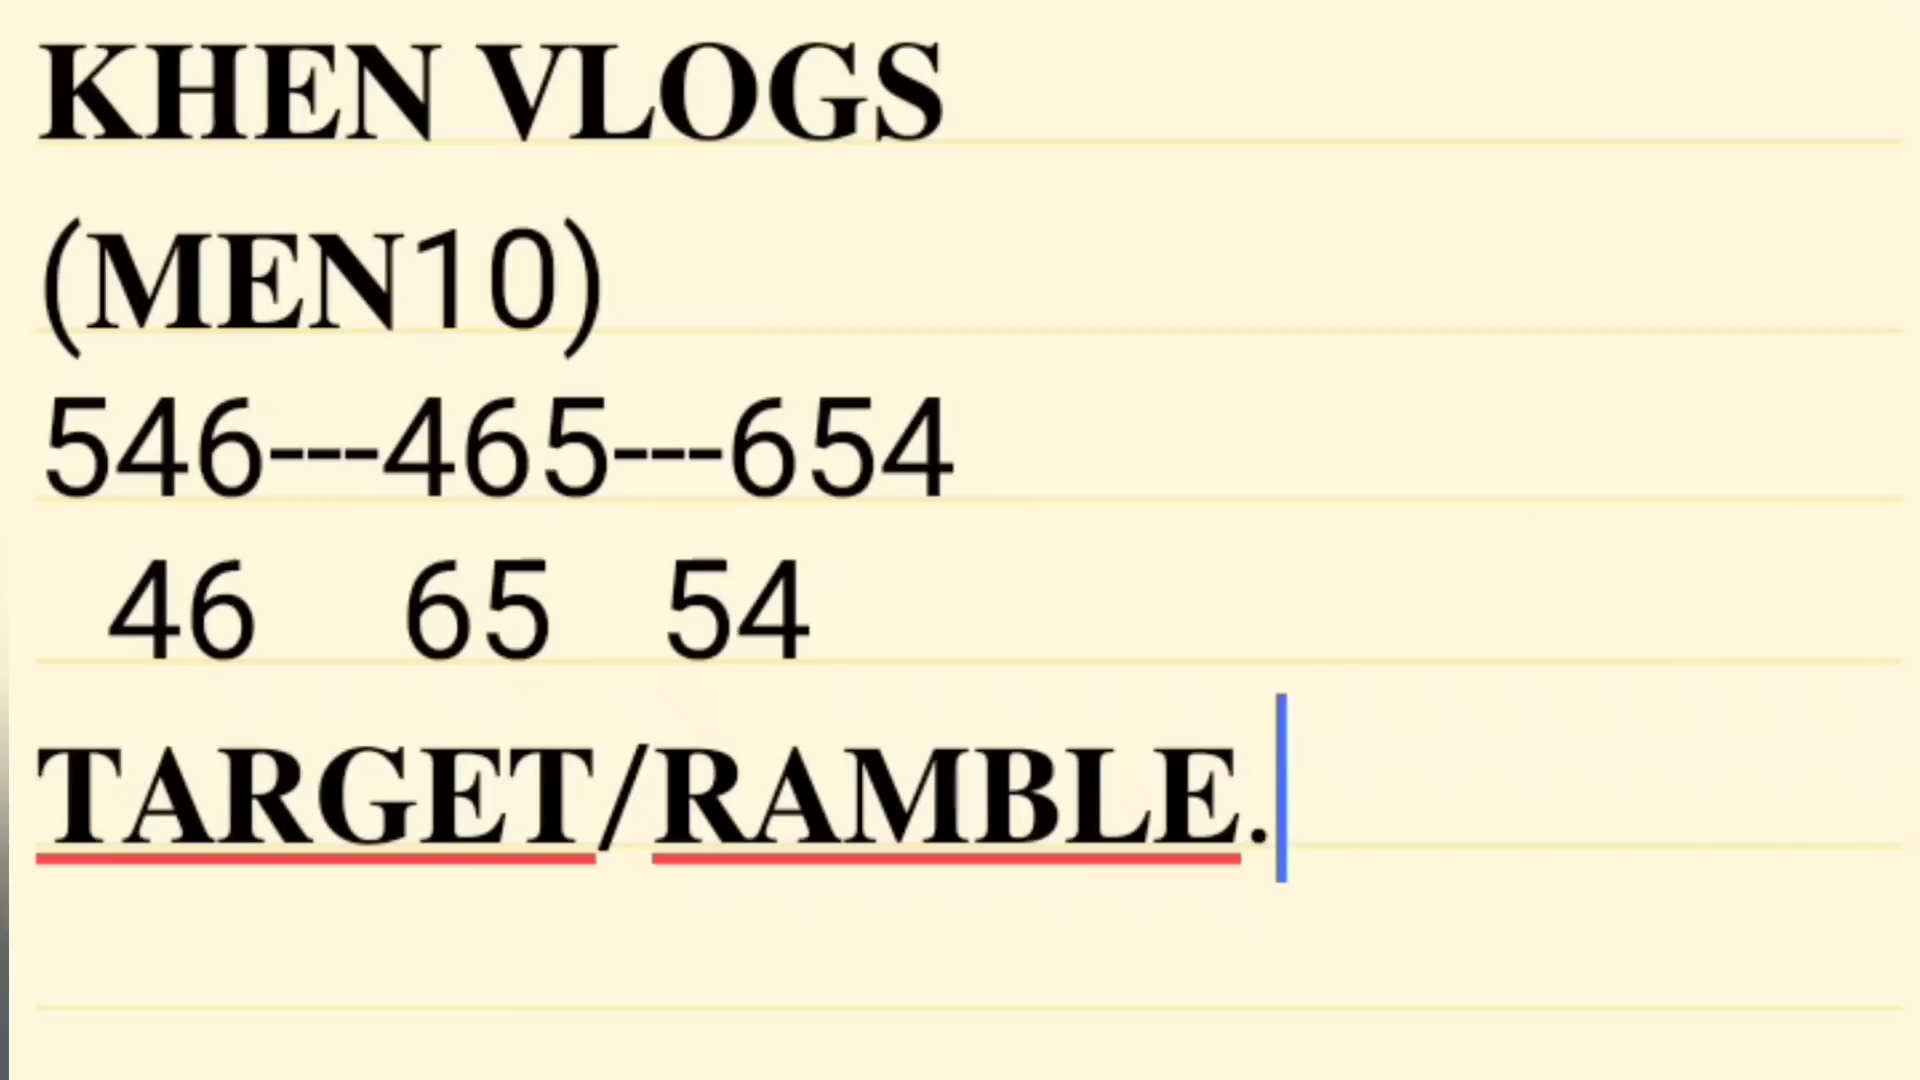 KHEN VLOGS
(MEN10)
546---465---654
46 65 54
TARGET/RAMBLE.